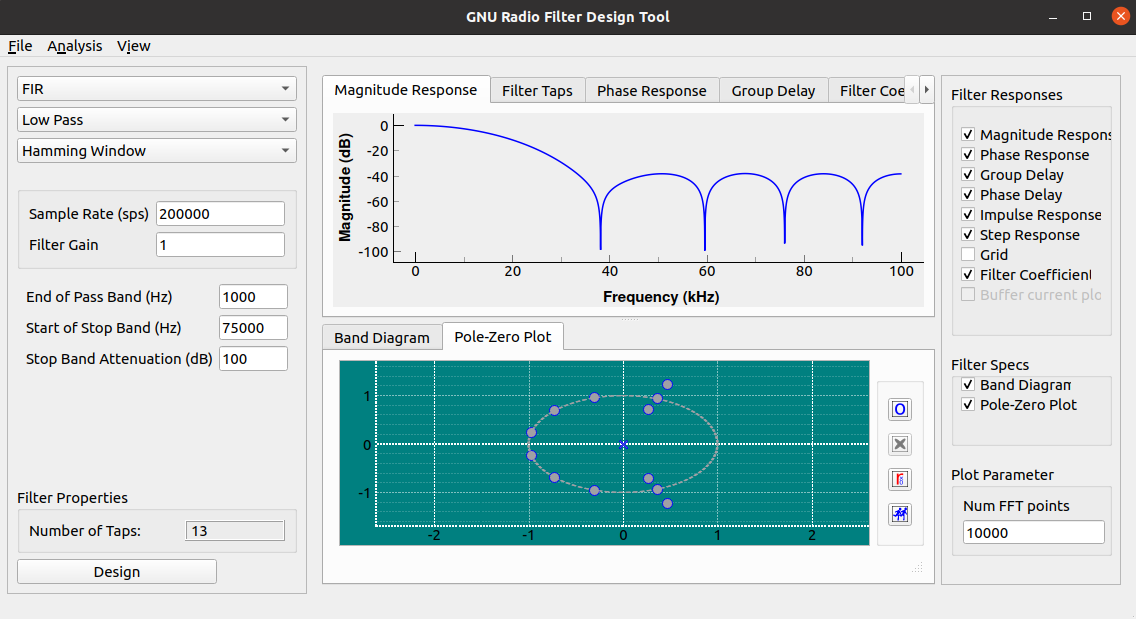 GNU Radio Filter Design Tool
File Analysis View
FIR
Low Pass
Hamming Window
Sample Rate (sps) 200000
Filter Gain 1
End of Pass Band (Hz) 1000
Start of Stop Band (Hz) 75000
Stop Band Attenuation (dB) 100
Filter Properties
Number of Taps: 13
Design
Magnitude Response Filter Taps Phase Response Group Delay Filter Coe
Magnitude (dB)
0
-20
-40
-60
-80
-100
0 20 40 60 80 100
Frequency (kHz)
Band Diagram Pole-Zero Plot
1
0
-1
-2 -1 0 1 2
Filter Responses
Magnitude Respons
Phase Response
Group Delay
Phase Delay
Impulse Response
Step Response
Grid
Filter Coefficient
Buffer current plo
Filter Specs
Band Diagram
Pole-Zero Plot
Plot Parameter
Num FFT points
10000